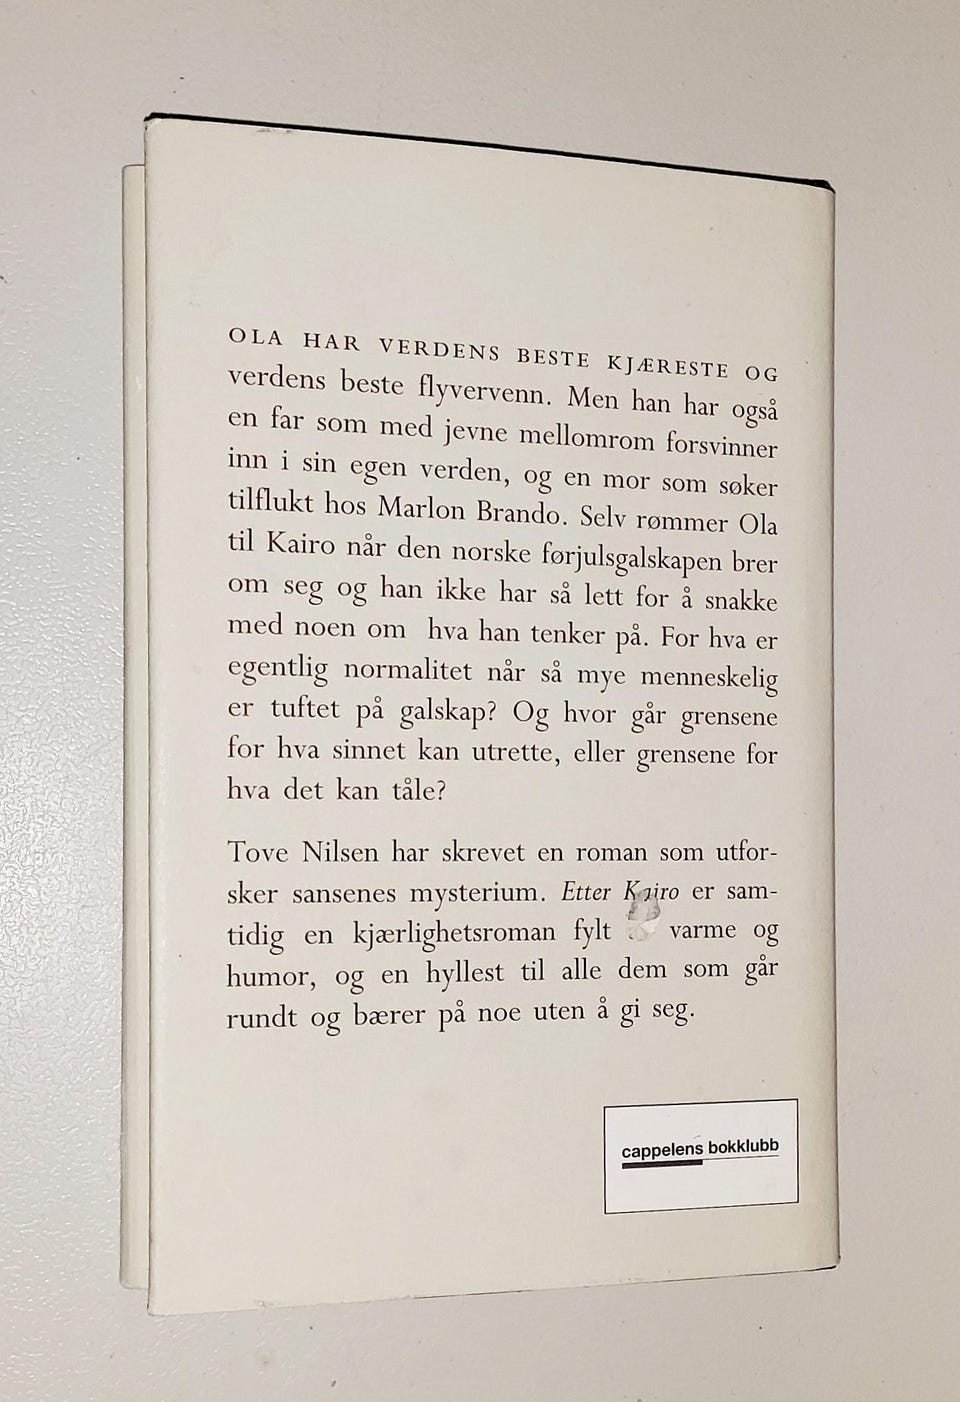 OLA HAR VERDENS BESTE KJÆRESTE OG
verdens beste flyvervenn. Men han har også
en far som med jevne mellomrom forsvinner
inn i sin egen verden, og en mor som søker
tilflukt hos Marlon Brando. Selv rømmer Ola
til Kairo når den norske førjulsgalskapen brer
om seg og han ikke har så lett for å snakke
med noen om hva han tenker på. For hva er
egentlig normalitet når så mye menneskelig
er tuftet på galskap? Og hvor går grensene
for hva sinnet kan utrette, eller grensene for
hva det kan tåle?
Tove Nilsen har skrevet en roman som utfor-
sker sansenes mysterium. Etter Kairo er sam-
tidig en kjærlighetsroman fylt varme og
humor, og en hyllest til alle dem som går
rundt og bærer på noe uten å gi seg.
cappelens bokklubb